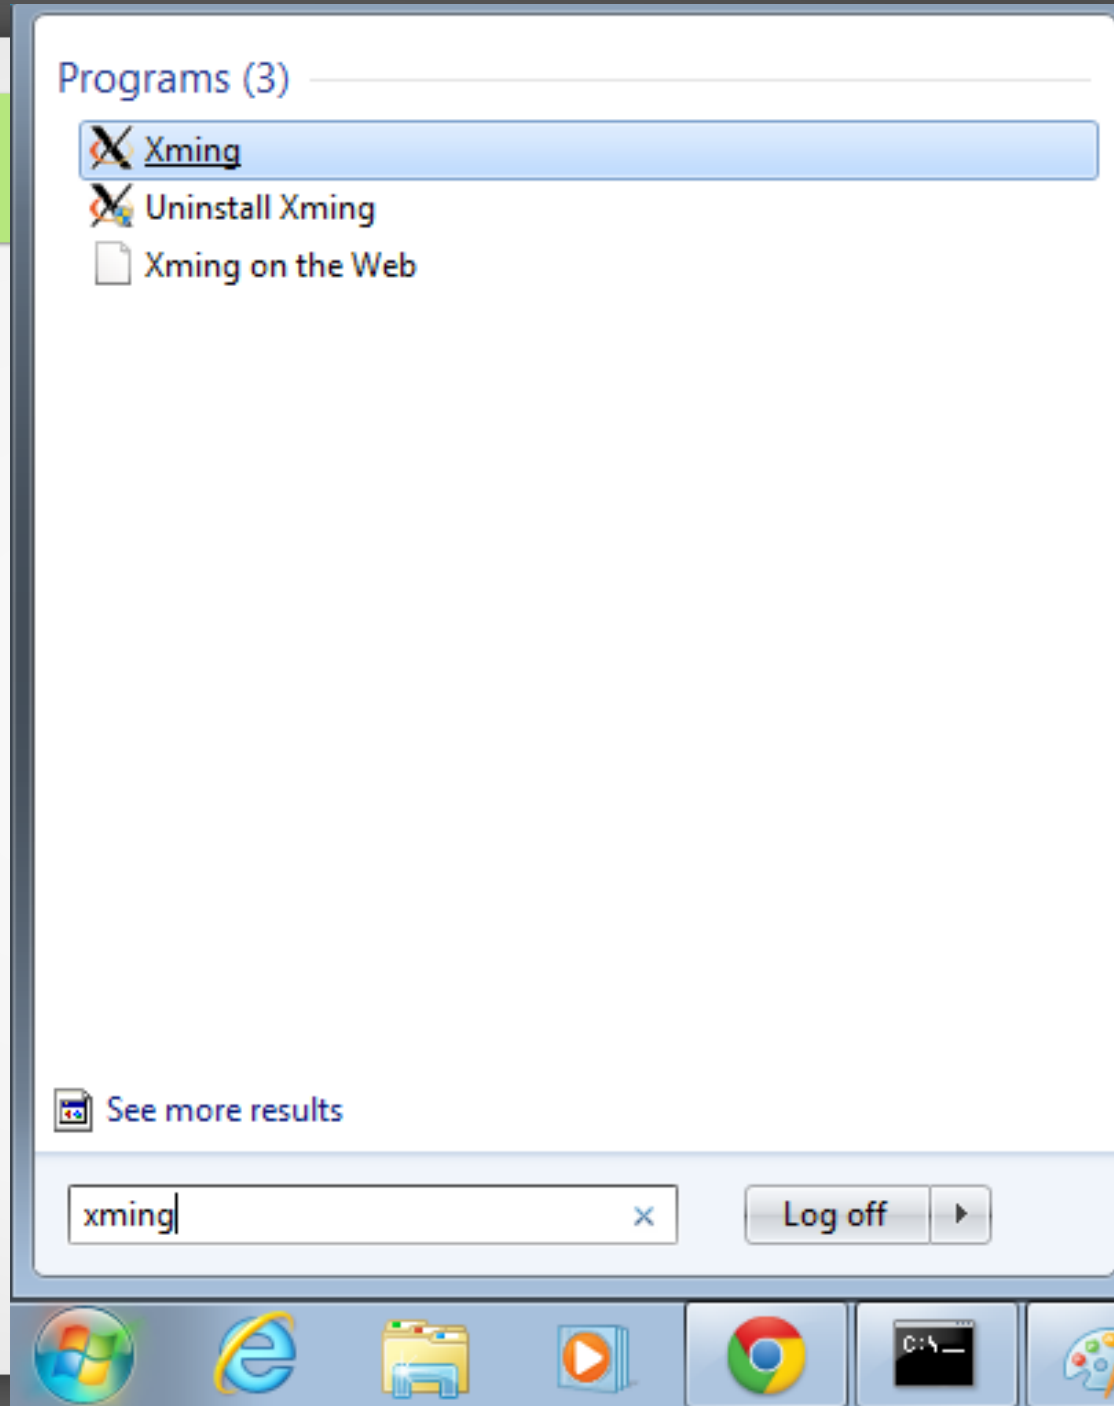 Programs (3)
Xming
Uninstall Xming
Xming on the Web
See more results
xming
Log off
C:\_